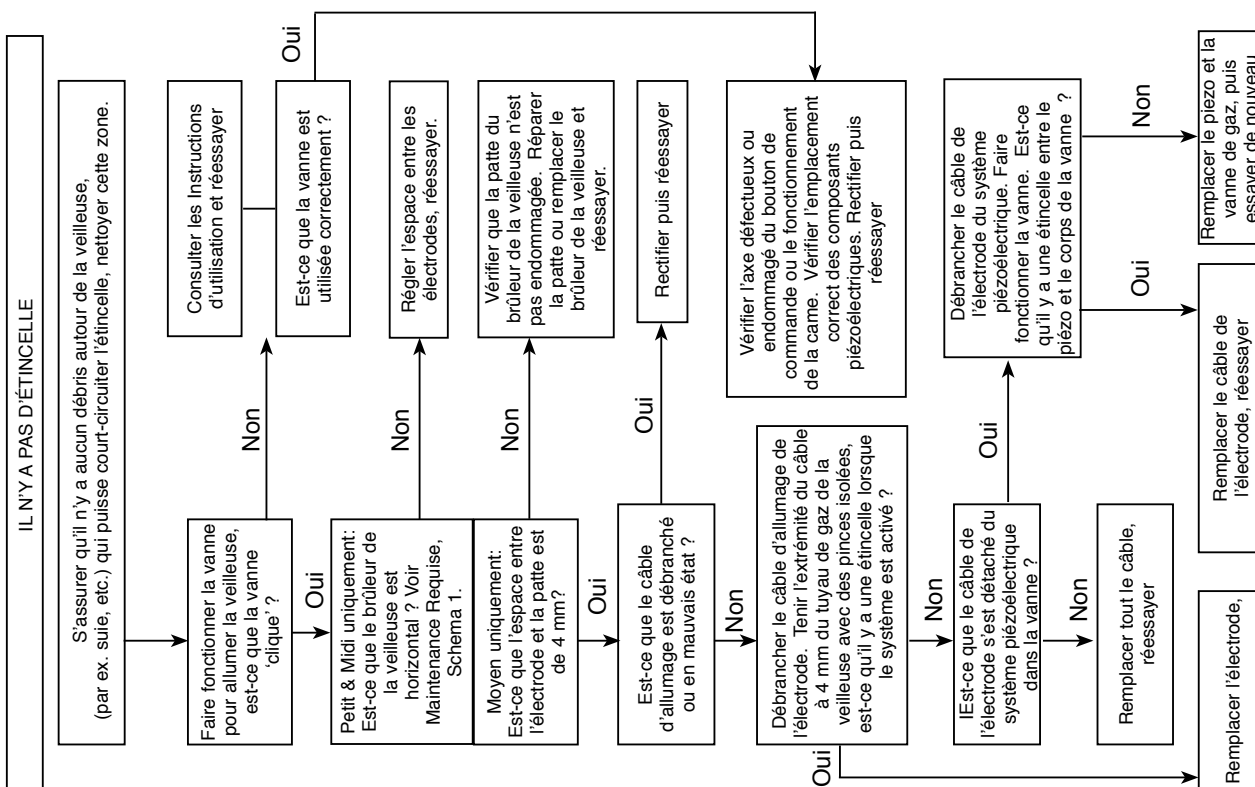 IL N'Y A PAS D'ÉTINCELLE
S'assurer qu'il n'y a aucun débris autour de la veilleuse,
(par ex. suie, etc.) qui puisse court-circuiter l'étincelle, nettoyer cette zone.
Faire fonctionner la vanne
pour allumer la veilleuse,
est-ce que la vanne
'clique' ?
Non
Consulter les Instructions
d'utilisation et réessayer
Est-ce que la vanne est
utilisée correctement ?
Oui
Oui
Petit & Midi uniquement:
Est-ce que le brûleur de
la veilleuse est
horizontal ? Voir
Maintenance Requise,
Schema 1.
Non
Régler l'espace entre les
électrodes, réessayer.
Moyen uniquement:
Est-ce que l'espace entre
l'électrode et la patte est
de 4 mm?
Non
Vérifier que la patte du
brûleur de la veilleuse n'est
pas endommagée. Réparer
la patte ou remplacer le
brûleur de la veilleuse et
réessayer.
Oui
Est-ce que le câble
d'allumage est débranché
ou en mauvais état ?
Oui
Rectifier puis réessayer
Non
Vérifier l'axe défectueux ou
endommagé du bouton de
commande ou le fonctionnement
de la came. Vérifier l'emplacement
correct des composants
piézoélectriques. Rectifier puis
réessayer
Débrancher le câble d'allumage de
l'électrode. Tenir l'extrémité du câble
à 4 mm du tuyau de gaz de la
veilleuse avec des pinces isolées,
est-ce qu'il y a une étincelle lorsque
le système est activé ?
Oui
Non
IEst-ce que le câble de
l'électrode s'est détaché du
système piézoélectrique
dans la vanne ?
Oui
Débrancher le câble de
l'électrode du système
piézoélectrique. Faire
fonctionner la vanne. Est-ce
qu'il y a une étincelle entre le
piézo et le corps de la vanne ?
Non
Remplacer tout le câble,
réessayer
Oui
Non
Remplacer l'électrode,
Remplacer le câble de
l'électrode, réessayer
Remplacer le piezo et la
vanne de gaz, puis
essayer de nouveau